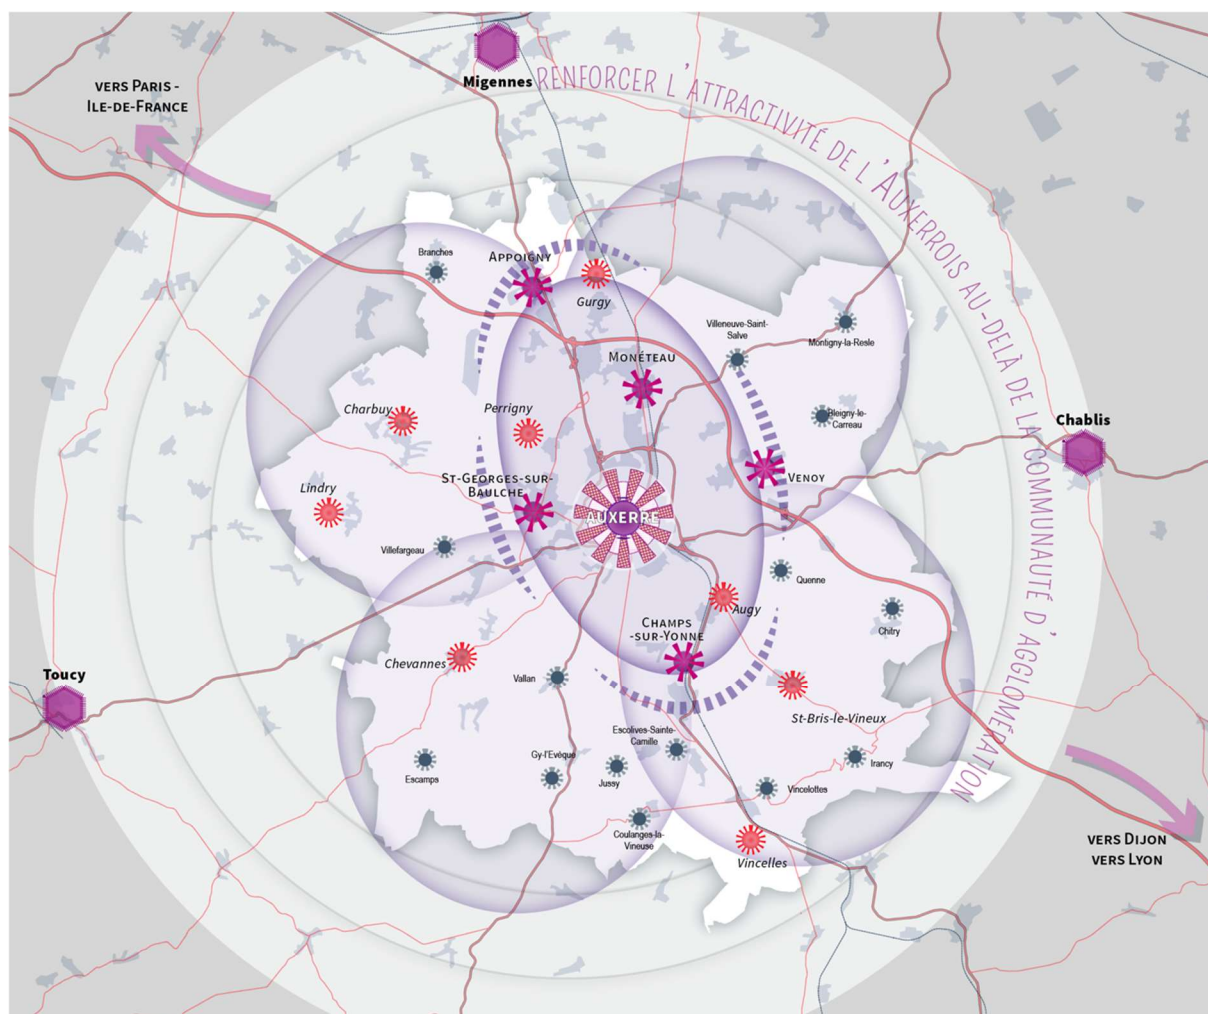 Migennes
RENFORCER L'ATTRACTIVITÉ DE L'AUXERROIS AU-DELÀ DE LA COMMUNAUTÉ D'AGGLOMÉRATION
VERS PARIS -
ILE-DE-FRANCE
Branches
APPOIGNY
Gurgy
Villeneuve-Saint-
Salve
Montigny-la-Resle
MONÉTEAU
Charbuy
Perrigny
Bleigny-le-
Carreau
Chablis
ST-GEORGES-SUR-
BAULCHE
VENOY
Lindry
AUXERRE
Villefargeau
Quenne
Augy
Chitry
CHAMPS
-SUR-YONNE
Chevannes
Toucy
Vallan
St-Bris-le-Vineux
Escolives-Sainte-
Camille
Gy-l'Evêque
Irancy
Escamps
Jussy
Vincelottes
Coulanges-la-
Vineuse
Vincelles
VERS DIJON
VERS LYON